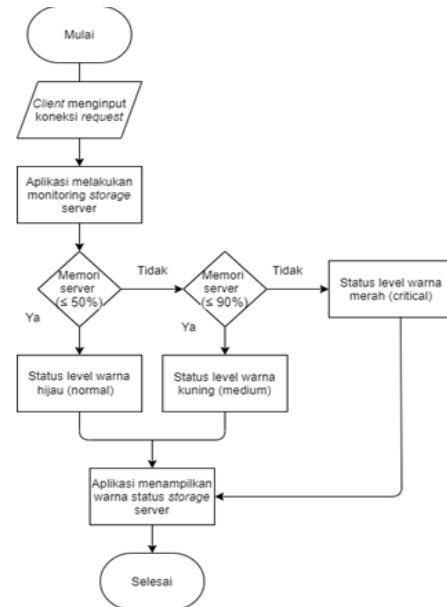 Mulai
Client menginput
koneksi request
Aplikasi melakukan
monitoring storage
server
Memori
server
(≤ 50%)
Tidak
Memori
server
(≤ 90%)
Tidak
Status level warna
merah (critical)
Ya
Ya
Status level warna
hijau (normal)
Status level warna
kuning (medium)
Aplikasi menampilkan
warna status storage
server
Selesai